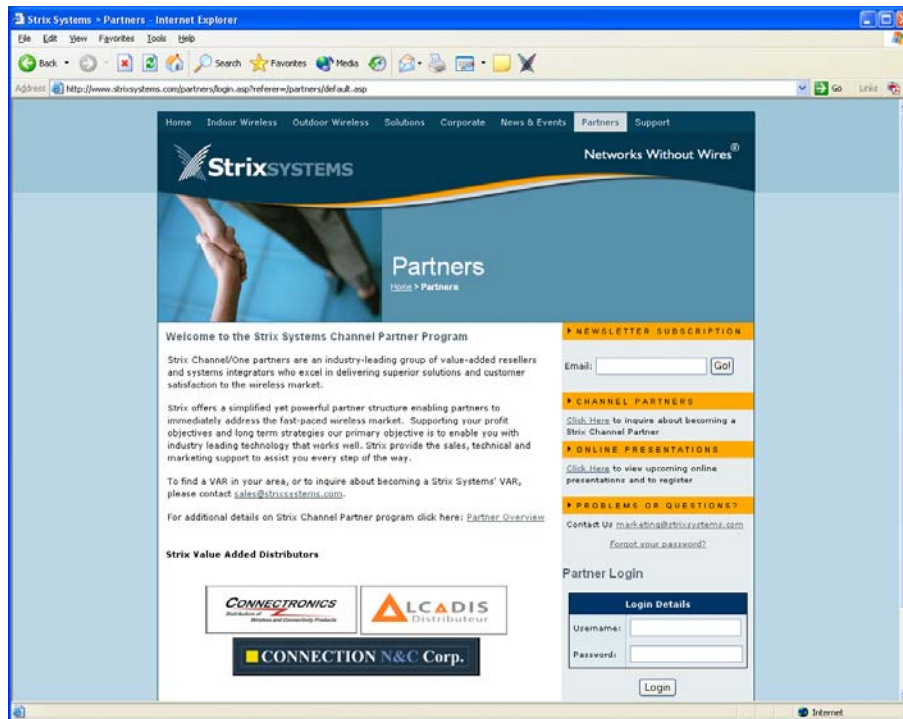 Strix Systems > Partners - Internet Explorer
File Edit View Favorites Tools Help
Back Search Favorites Media
Address http://www.strixsystems.com/partners/login.asp?referer=/partners/default.asp Go Links
Home Indoor Wireless Outdoor Wireless Solutions Corporate News & Events Partners Support
StrixSYSTEMS
Networks Without Wires®
Partners
Home > Partners
Welcome to the Strix Systems Channel Partner Program
Strix Channel/One partners are an industry-leading group of value-added resellers
and systems integrators who excel in delivering superior solutions and customer
satisfaction to the wireless market.
Strix offers a simplified yet powerful partner structure enabling partners to
immediately address the fast-paced wireless market. Supporting your profit
objectives and long term strategies our primary objective is to enable you with
industry leading technology that works well. Strix provide the sales, technical and
marketing support to assist you every step of the way.
To find a VAR in your area, or to inquire about becoming a Strix Systems' VAR,
please contact sales@strixsystems.com.
For additional details on Strix Channel Partner program click here: Partner Overview
Strix Value Added Distributors
CONNECTRONICS
Distributors of
Wireless and Connectivity Products
ALCADIS
Distributeur
CONNECTION N&C Corp.
NEWSLETTER SUBSCRIPTION
Email: Go!
CHANNEL PARTNERS
Click Here to inquire about becoming a
Strix Channel Partner
ONLINE PRESENTATIONS
Click Here to view upcoming online
presentations and to register
PROBLEMS OR QUESTIONS?
Contact Us marketing@strixsystems.com
Forgot your password?
Partner Login
Login Details
Username:
Password:
Login
Internet